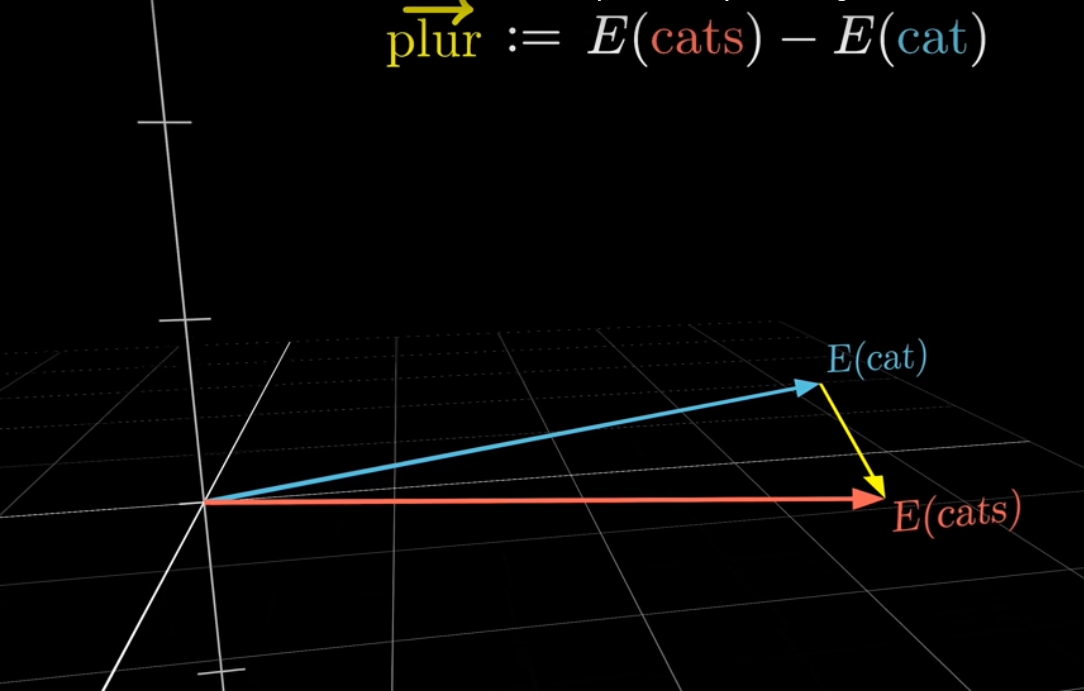 plur := E(cats) − E(cat)
E(cat)
E(cats)